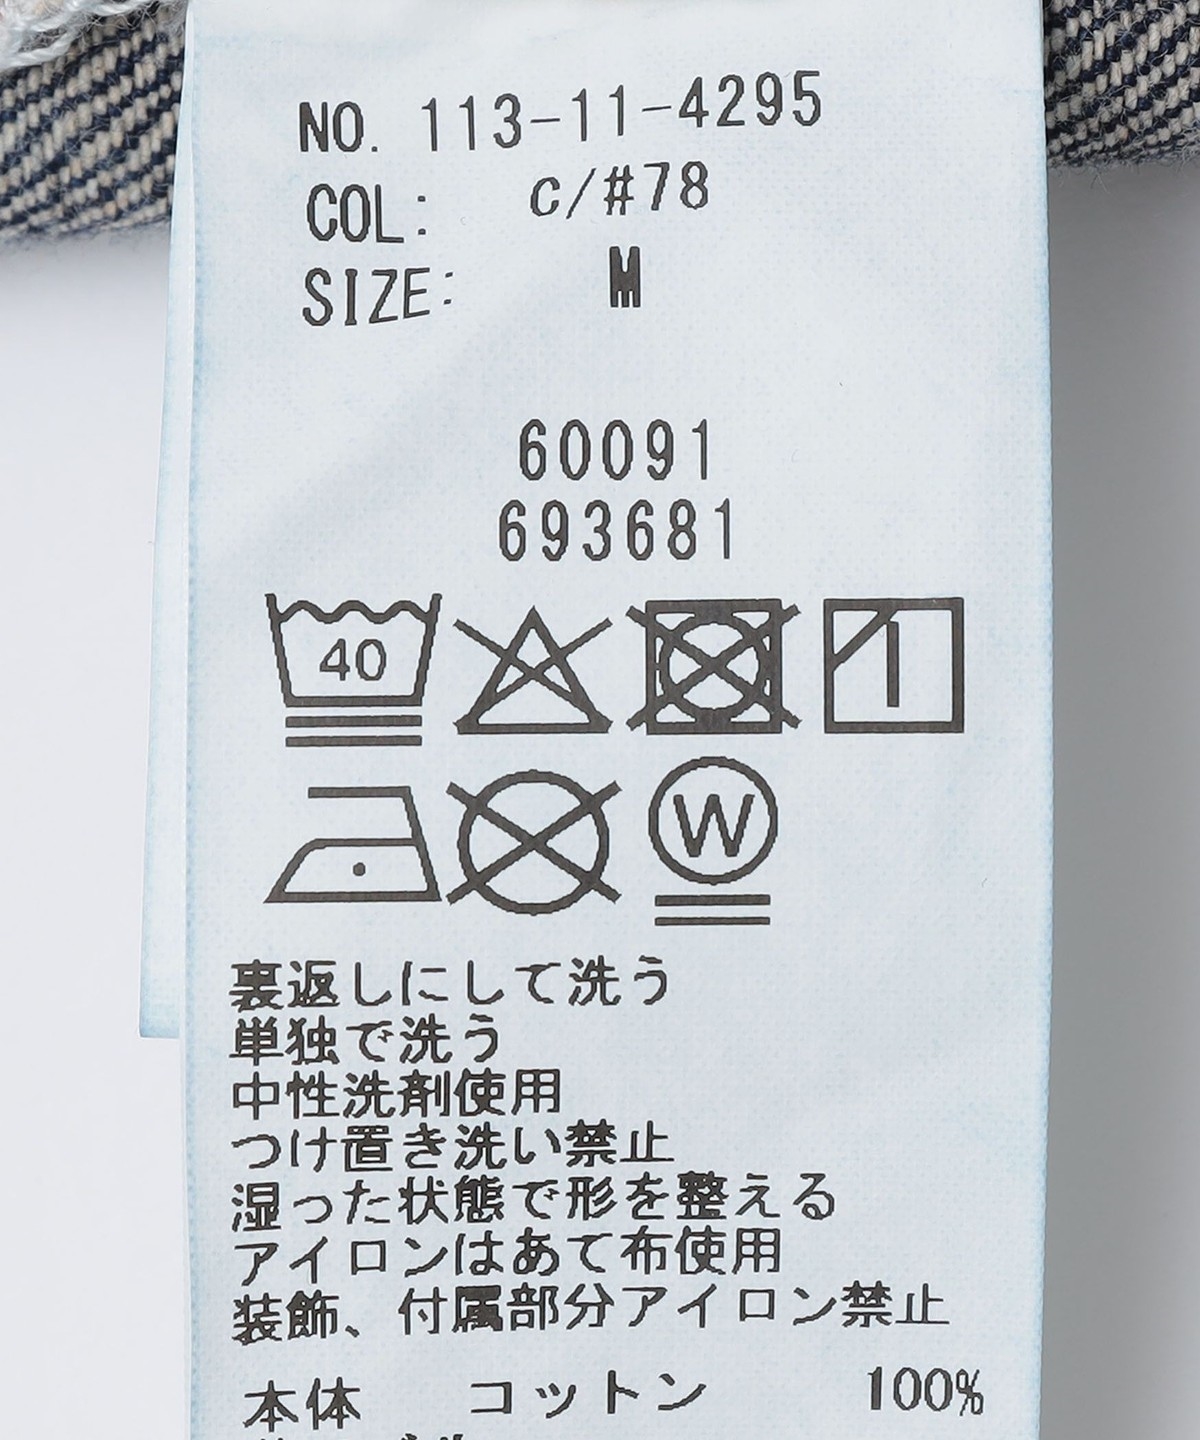 NO. 113-11-4295
COL: c/#78
SIZE: M
60091
693681
40
W
裏返しにして洗う
単独で洗う
中性洗剤使用
つけ置き洗い禁止
湿った状態で形を整える
アイロンはあて布使用
装飾、付属部分アイロン禁止
本体 コットン 100%